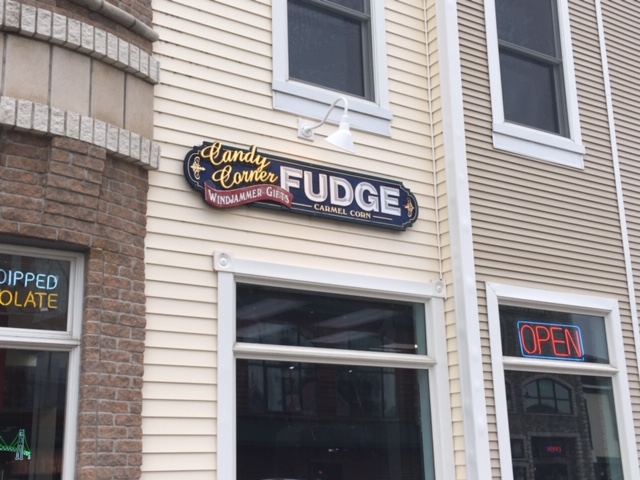 Candy
Corner
WINDJAMMER GIFTS
FUDGE
CARMEL CORN
DIPPED
OLATE
OPEN